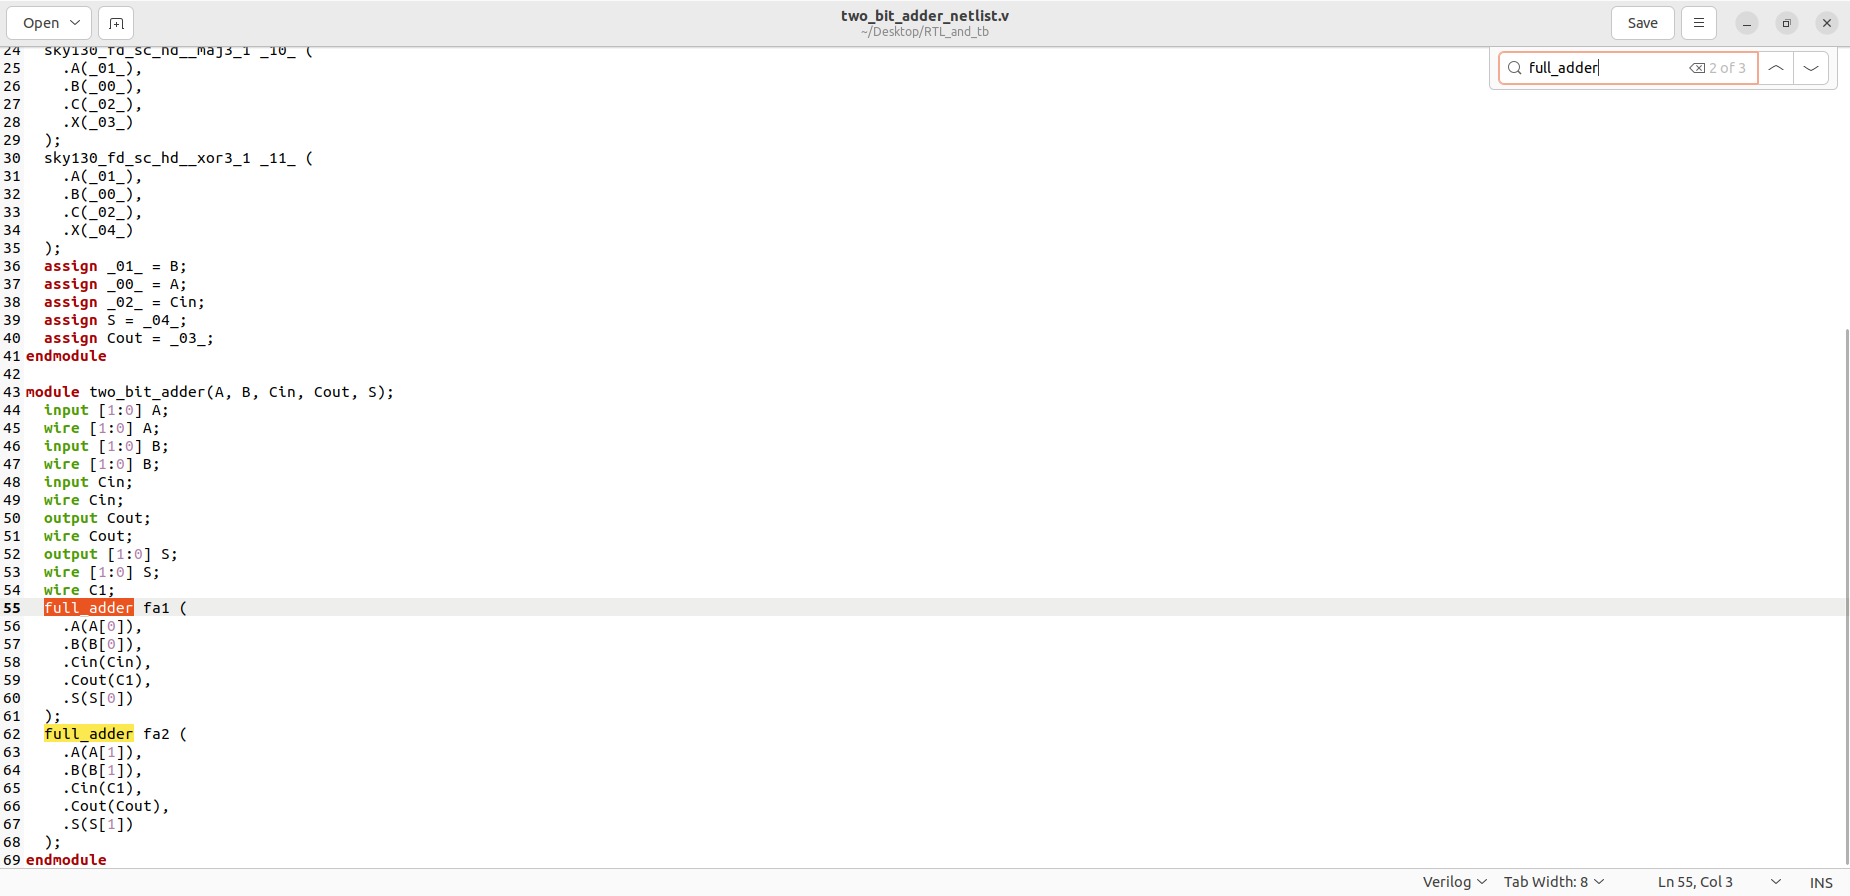 Open
two_bit_adder_netlist.v
~/Desktop/RTL_and_tb
Save
full_adder
2 of 3
24   sky130_fd_sc_hd__maj3_1 _10_ (
25     .A(_01_),
26     .B(_00_),
27     .C(_02_),
28     .X(_03_)
29   );
30   sky130_fd_sc_hd__xor3_1 _11_ (
31     .A(_01_),
32     .B(_00_),
33     .C(_02_),
34     .X(_04_)
35   );
36   assign _01_ = B;
37   assign _00_ = A;
38   assign _02_ = Cin;
39   assign S = _04_;
40   assign Cout = _03_;
41 endmodule
42
43 module two_bit_adder(A, B, Cin, Cout, S);
44   input [1:0] A;
45   wire [1:0] A;
46   input [1:0] B;
47   wire [1:0] B;
48   input Cin;
49   wire Cin;
50   output Cout;
51   wire Cout;
52   output [1:0] S;
53   wire [1:0] S;
54   wire C1;
55   full_adder fa1 (
56     .A(A[0]),
57     .B(B[0]),
58     .Cin(Cin),
59     .Cout(C1),
60     .S(S[0])
61   );
62   full_adder fa2 (
63     .A(A[1]),
64     .B(B[1]),
65     .Cin(C1),
66     .Cout(Cout),
67     .S(S[1])
68   );
69 endmodule
Verilog Tab Width: 8 Ln 55, Col 3 INS